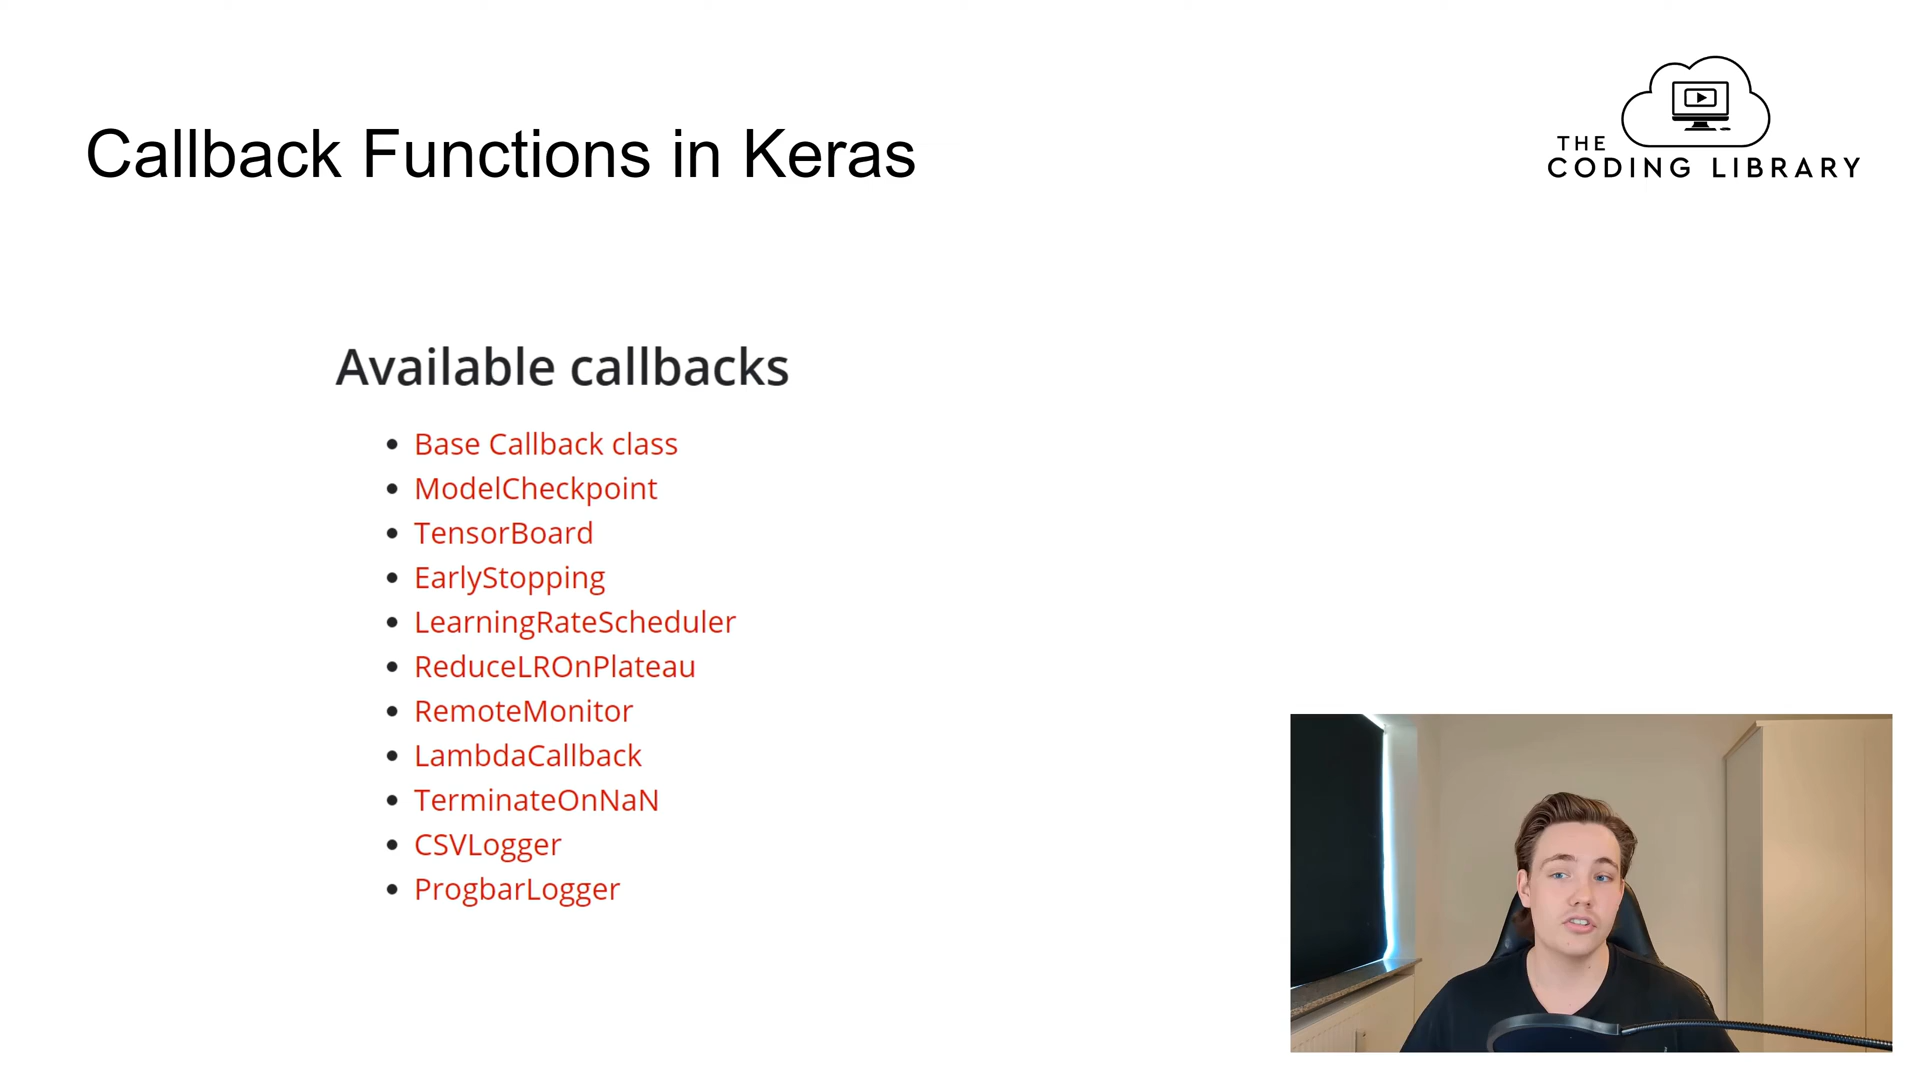 Callback Functions in Keras
THE
CODING LIBRARY
Available callbacks
Base Callback class
ModelCheckpoint
TensorBoard
EarlyStopping
LearningRateScheduler
ReduceLROnPlateau
RemoteMonitor
LambdaCallback
TerminateOnNaN
CSVLogger
ProgbarLogger